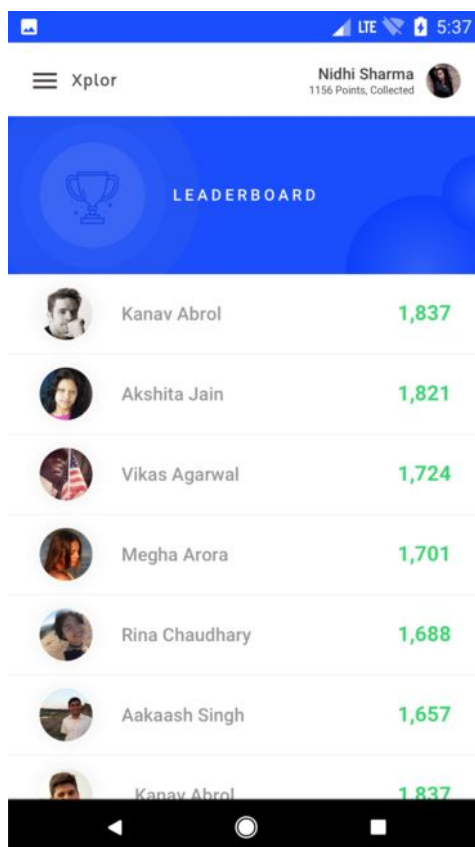 LTE 5:37
Xplor
Nidhi Sharma
1156 Points, Collected
LEADERBOARD
Kanav Abrol 1,837
Akshita Jain 1,821
Vikas Agarwal 1,724
Megha Arora 1,701
Rina Chaudhary 1,688
Aakaash Singh 1,657
Kanav Abrol 1,837